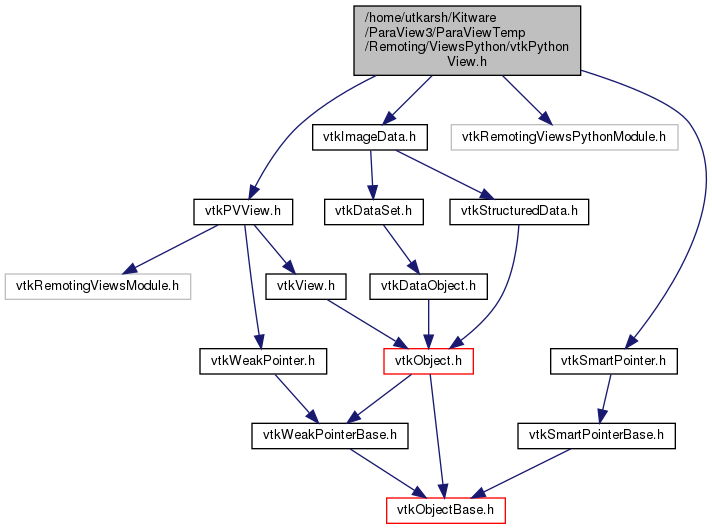 /home/utkarsh/Kitware
/ParaView3/ParaViewTemp
/Remoting/ViewsPython/vtkPython
View.h
vtkImageData.h
vtkRemotingViewsPythonModule.h
vtkPVView.h
vtkDataSet.h
vtkStructuredData.h
vtkRemotingViewsModule.h
vtkView.h
vtkDataObject.h
vtkWeakPointer.h
vtkObject.h
vtkSmartPointer.h
vtkWeakPointerBase.h
vtkSmartPointerBase.h
vtkObjectBase.h